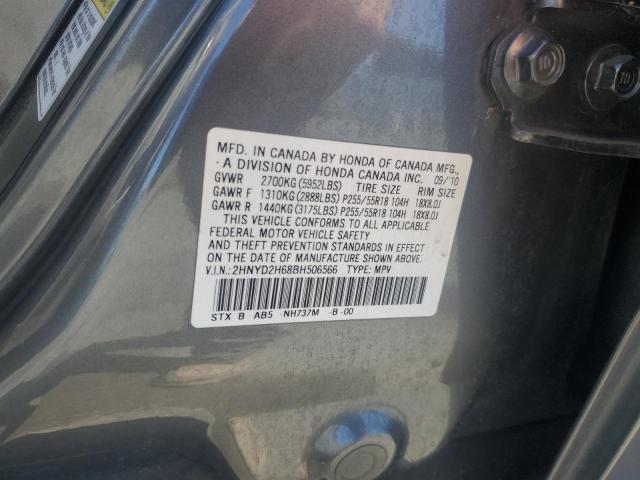 MFD. IN CANADA BY HONDA OF CANADA MFG.,
A DIVISION OF HONDA CANADA INC. 09/'10
GVWR 2700KG(5952LBS) TIRE SIZE RIM SIZE
GAWR F 1310KG(2888LBS) P255/55R18 104H 18X8.0J
GAWR R 1440KG(3175LBS) P255/55R18 104H 18X8.0J
THIS VEHICLE CONFORMS TO ALL APPLICABLE
FEDERAL MOTOR VEHICLE SAFETY
AND THEFT PREVENTION STANDARDS IN EFFECT
ON THE DATE OF MANUFACTURE SHOWN ABOVE.
V.I.N.: 2HNYD2H68BH506566 TYPE: MPV
STX B AB5 -NH737M -B-00
10